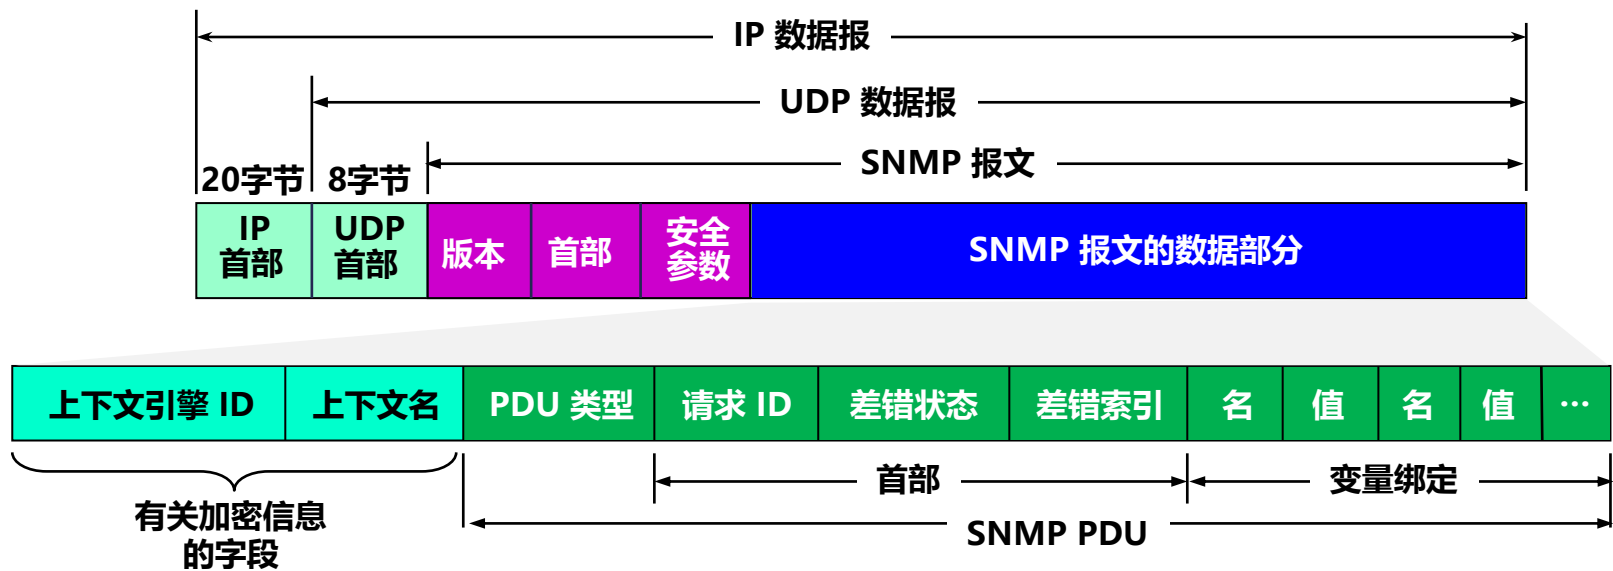 IP 数据报
UDP 数据报
SNMP 报文
20字节
8字节
IP
首部
UDP
首部
版本
首部
安全
参数
SNMP 报文的数据部分
上下文引擎 ID
上下文名
PDU 类型
请求 ID
差错状态
差错索引
名
值
名
值
...
首部
变量绑定
有关加密信息
的字段
SNMP PDU